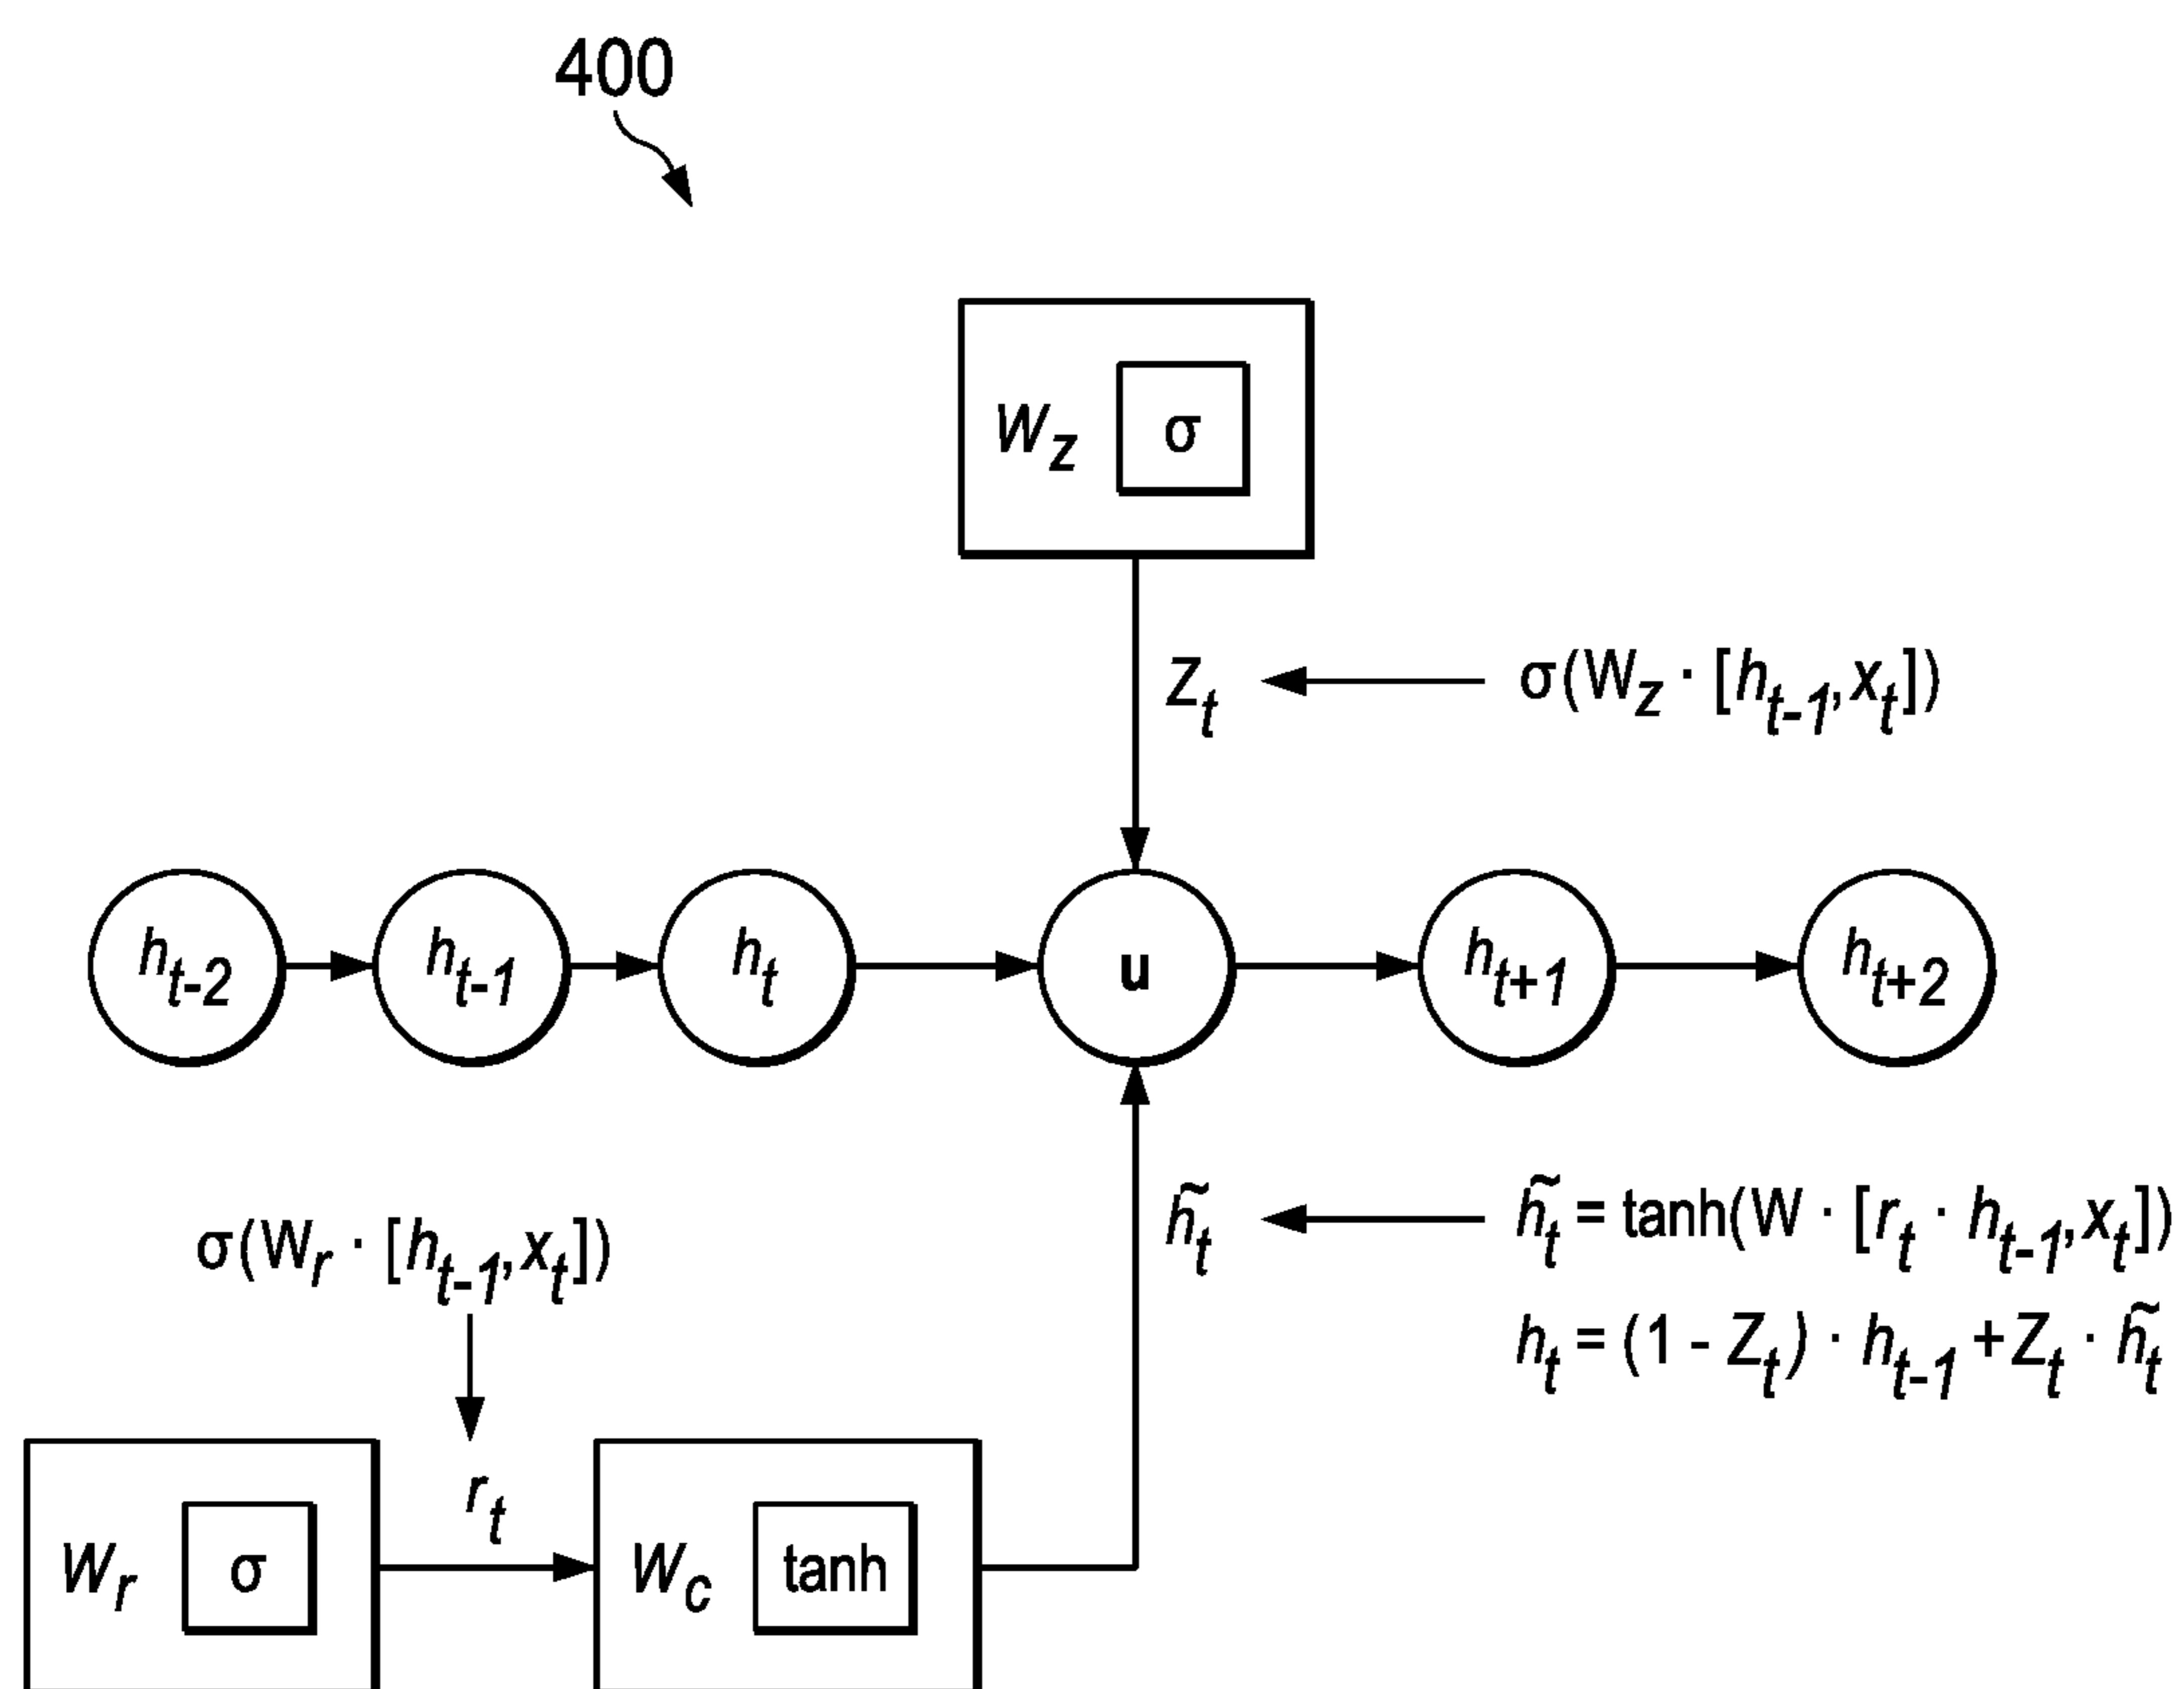 400
W_z σ
Z_t
σ(W_z · [h_{t-1}, x_t])
h_{t-2} h_{t-1} h_t u h_{t+1} h_{t+2}
σ(W_r · [h_{t-1}, x_t])
h̃_t
h̃_t = tanh(W · [r_t · h_{t-1}, x_t])
h_t = (1 - Z_t) · h_{t-1} + Z_t · h̃_t
r_t
W_r σ
W_c tanh